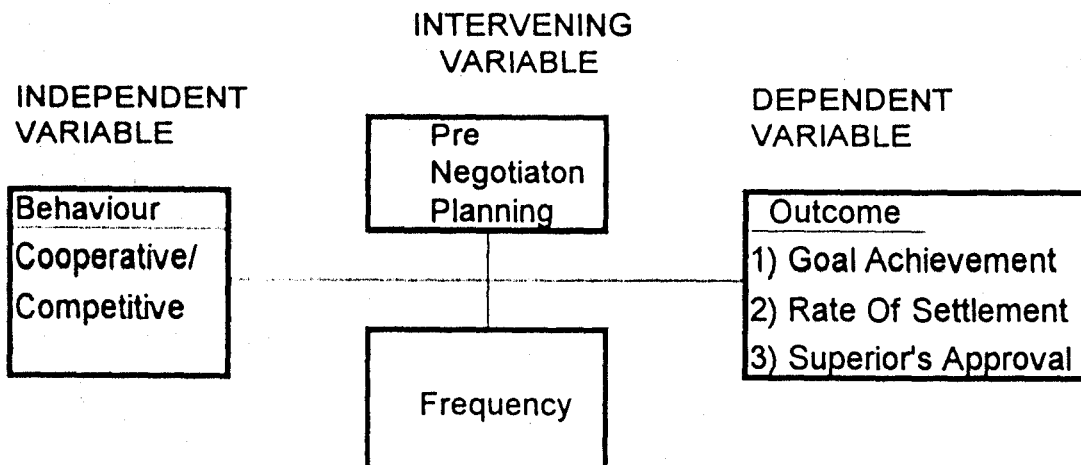 INTERVENING
VARIABLE
INDEPENDENT
VARIABLE
DEPENDENT
VARIABLE
Pre
Negotiaton
Planning
Behaviour
Cooperative/
Competitive
Outcome
1) Goal Achievement
2) Rate Of Settlement
3) Superior's Approval
Frequency